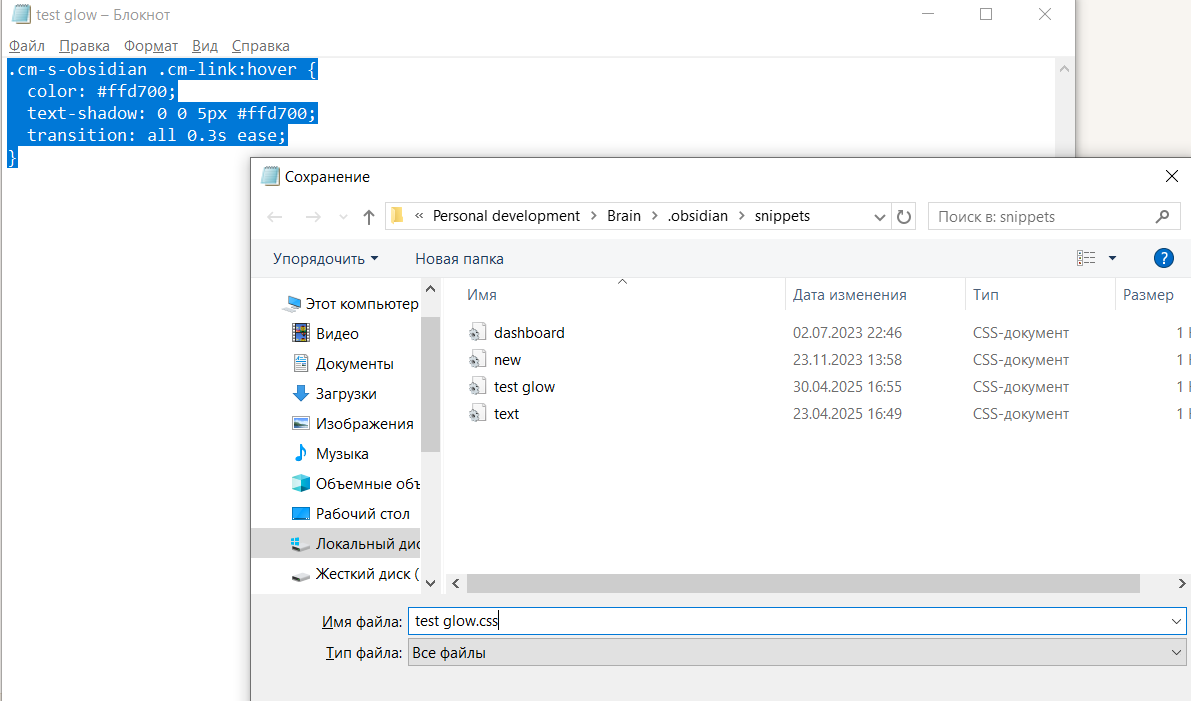 test glow – Блокнот
Файл Правка Формат Вид Справка
.cm-s-obsidian .cm-link:hover {
color: #ffd700;
text-shadow: 0 0 5px #ffd700;
transition: all 0.3s ease;
}
Сохранение
« Personal development > Brain > .obsidian > snippets
Поиск в: snippets
Упорядочить Новая папка
?
Имя Дата изменения Тип Размер
Этот компьютер
Видео
Документы
Загрузки
Изображения
Музыка
Объемные объ
Рабочий стол
Локальный дис
Жесткий диск (
dashboard 02.07.2023 22:46 CSS-документ 1
new 23.11.2023 13:58 CSS-документ 1
test glow 30.04.2025 16:55 CSS-документ 1
text 23.04.2025 16:49 CSS-документ 1
Имя файла: test glow.css
Тип файла: Все файлы